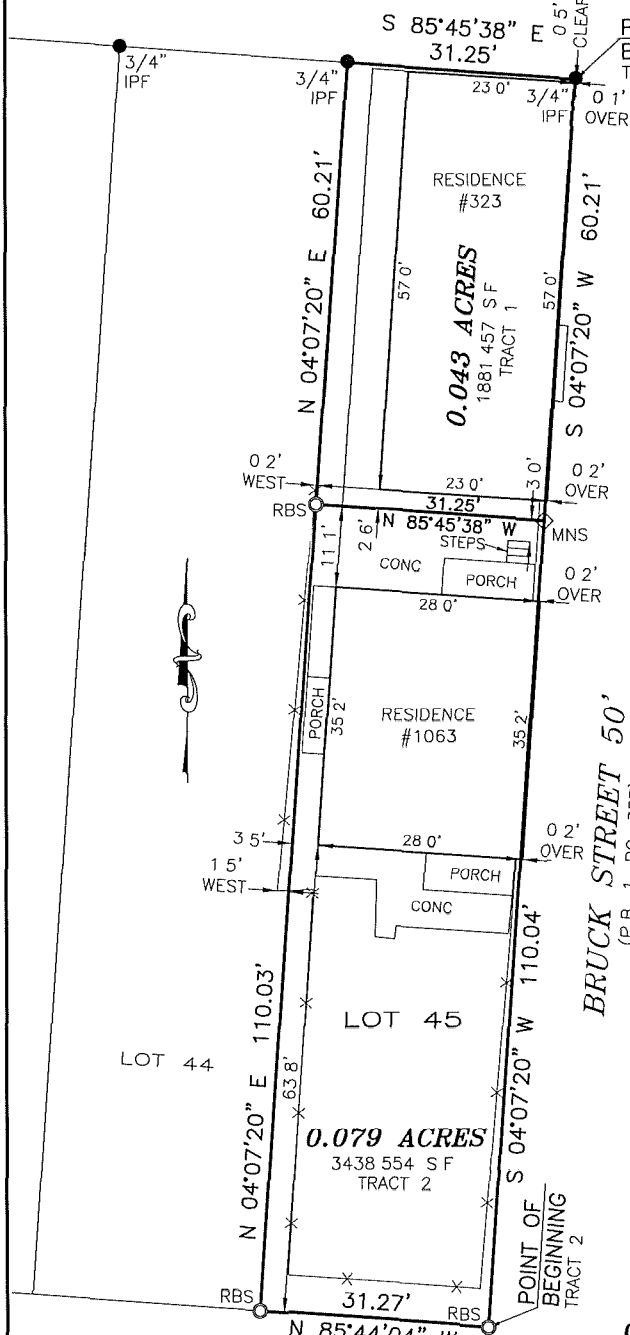 S 85°45'38" E
31.25'
0 5'
CLEAR
3/4"
IPF
3/4"
IPF
23 0'
3/4"
IPF
0 1'
OVER
RESIDENCE
#323
N 04°07'20" E 60.21'
57 0'
0.043 ACRES
1881 457 S F
TRACT 1
57 0'
S 04°07'20" W 60.21'
0 2'
WEST
23 0'
3 0'
0 2'
OVER
RBS
31.25'
N 85°45'38" W
MNS
11 1'
2 6'
STEPS
CONC
PORCH
0 2'
OVER
28 0'
PORCH
35 2'
RESIDENCE
#1063
35 2'
BRUCK STREET 50'
3 5'
28 0'
0 2'
OVER
1 5'
WEST
PORCH
CONC
N 04°07'20" E 110.03'
LOT 45
S 04°07'20" W 110.04'
LOT 44
63 8'
0.079 ACRES
3438 554 S F
TRACT 2
POINT OF
BEGINNING
TRACT 2
RBS
31.27'
RBS
N 85°44'04" W